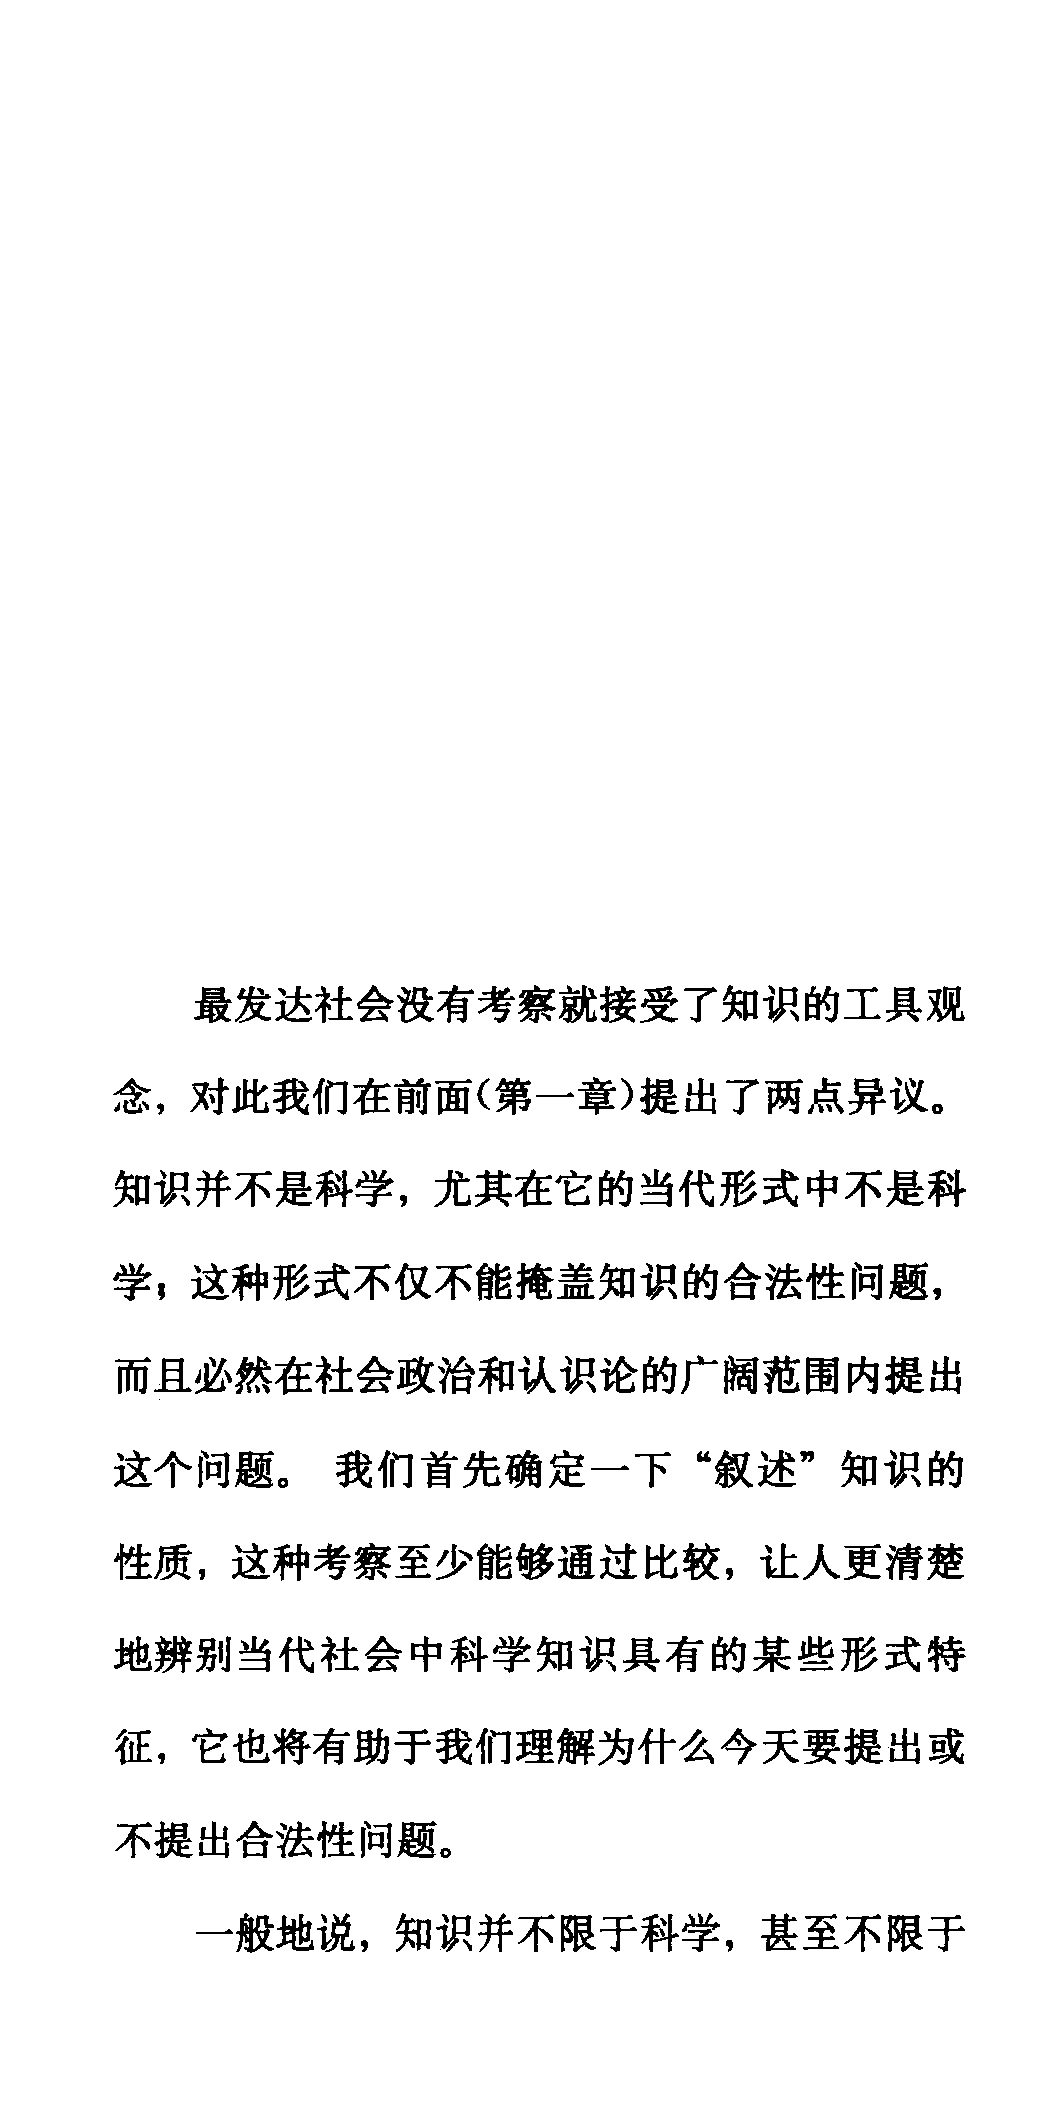 最发达社会没有考察就接受了知识的工具观
念，对此我们在前面(第一章)提出了两点异议。
知识并不是科学，尤其在它的当代形式中不是科
学；这种形式不仅不能掩盖知识的合法性问题，
而且必然在社会政治和认识论的广阔范围内提出
这个问题。 我们首先确定一下“叙述”知识的
性质，这种考察至少能够通过比较，让人更清楚
地辨别当代社会中科学知识具有的某些形式特
征，它也将有助于我们理解为什么今天要提出或
不提出合法性问题。
一般地说，知识并不限于科学，甚至不限于